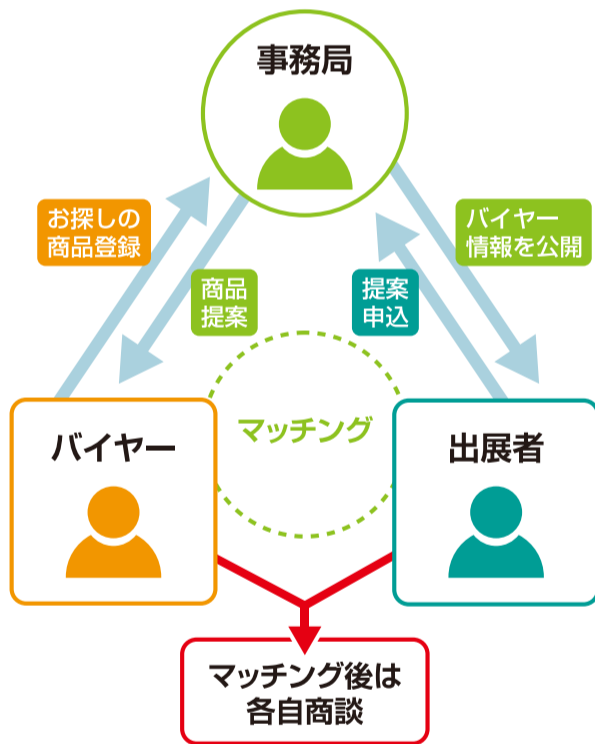 事務局
お探しの
商品登録
バイヤー
情報を公開
商品
提案
提案
申込
マッチング
バイヤー
出展者
マッチング後は
各自商談